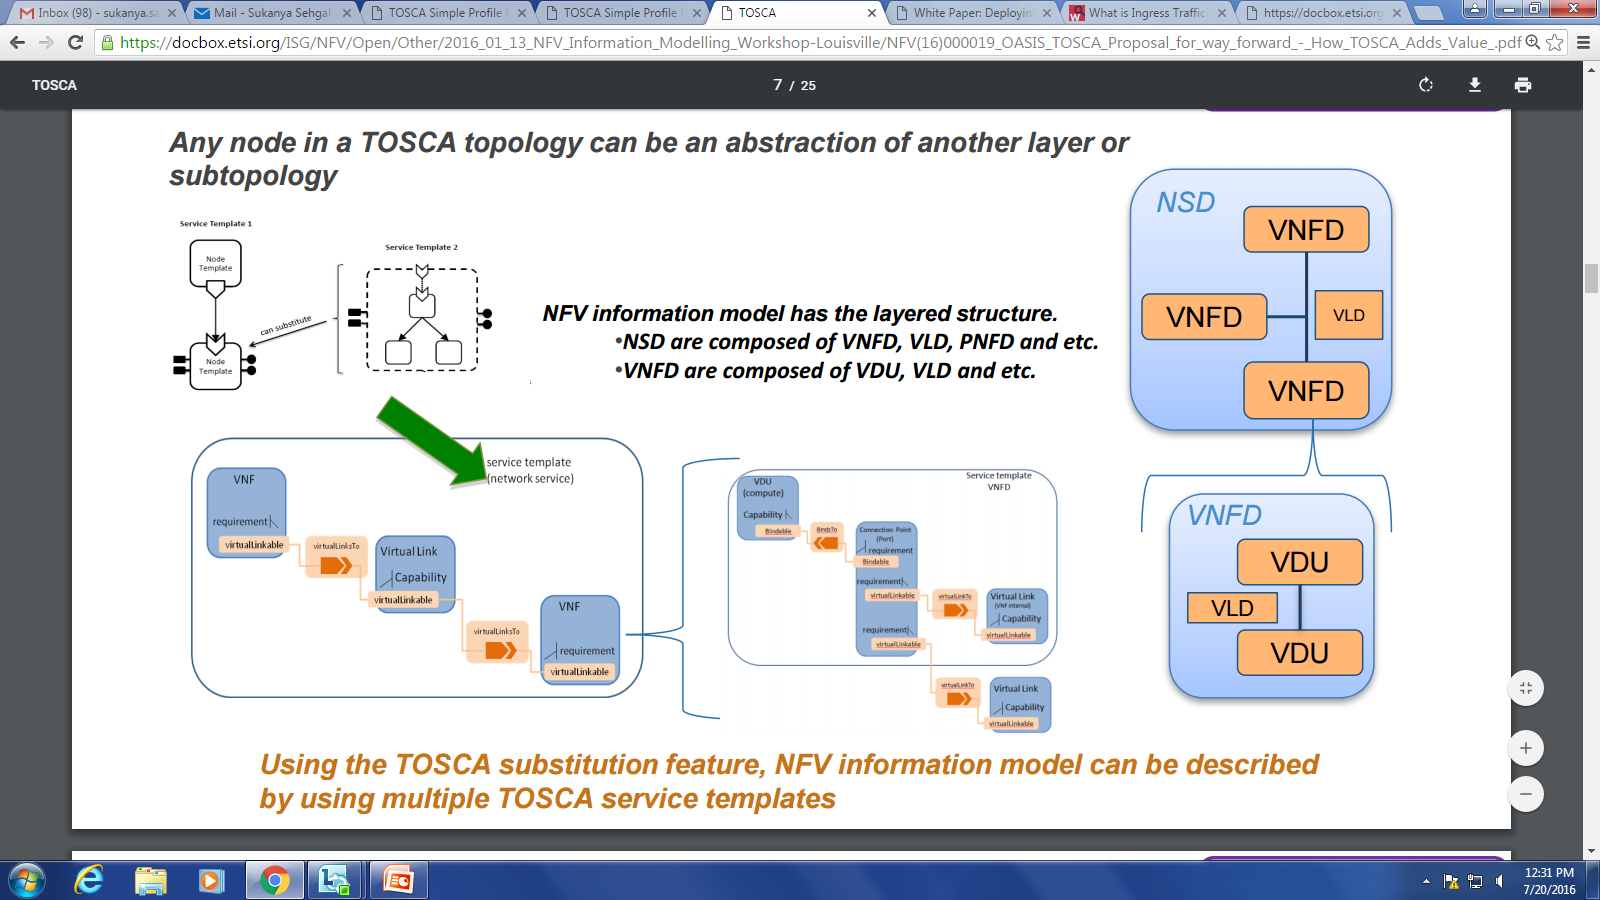 Inbox (98) - sukanya.sa
Mail - Sukanya Sehgal
TOSCA Simple Profile f
TOSCA Simple Profile f
TOSCA
White Paper: Deployin
What is Ingress Traffic
https://docbox.etsi.org
https://docbox.etsi.org/ISG/NFV/Open/Other/2016_01_13_NFV_Information_Modelling_Workshop-Louisville/NFV(16)000019_OASIS_TOSCA_Proposal_for_way_forward_-_How_TOSCA_Adds_Value_.pdf
TOSCA
7 / 25
Any node in a TOSCA topology can be an abstraction of another layer or
subtopology
Service Template 1
Node
Template
can substitute
Node
Template
Service Template 2
NFV information model has the layered structure.
•NSD are composed of VNFD, VLD, PNFD and etc.
•VNFD are composed of VDU, VLD and etc.
NSD
VNFD
VNFD
VLD
VNFD
service template
(network service)
VNF
requirement
virtualLinkable
virtualLinksTo
Virtual Link
Capability
virtualLinkable
virtualLinksTo
VNF
requirement
virtualLinkable
Service template
VNFD
VDU
(compute)
Capability
Bindable
BindsTo
Connection Point
(Port)
requirement
Bindable
requirement
virtualLinkable
requirement
virtualLinkable
virtualLinkTo
Virtual Link
(VNF internal)
Capability
virtualLinkable
virtualLinkTo
Virtual Link
Capability
virtualLinkable
VNFD
VDU
VLD
VDU
Using the TOSCA substitution feature, NFV information model can be described
by using multiple TOSCA service templates
12:31 PM
7/20/2016